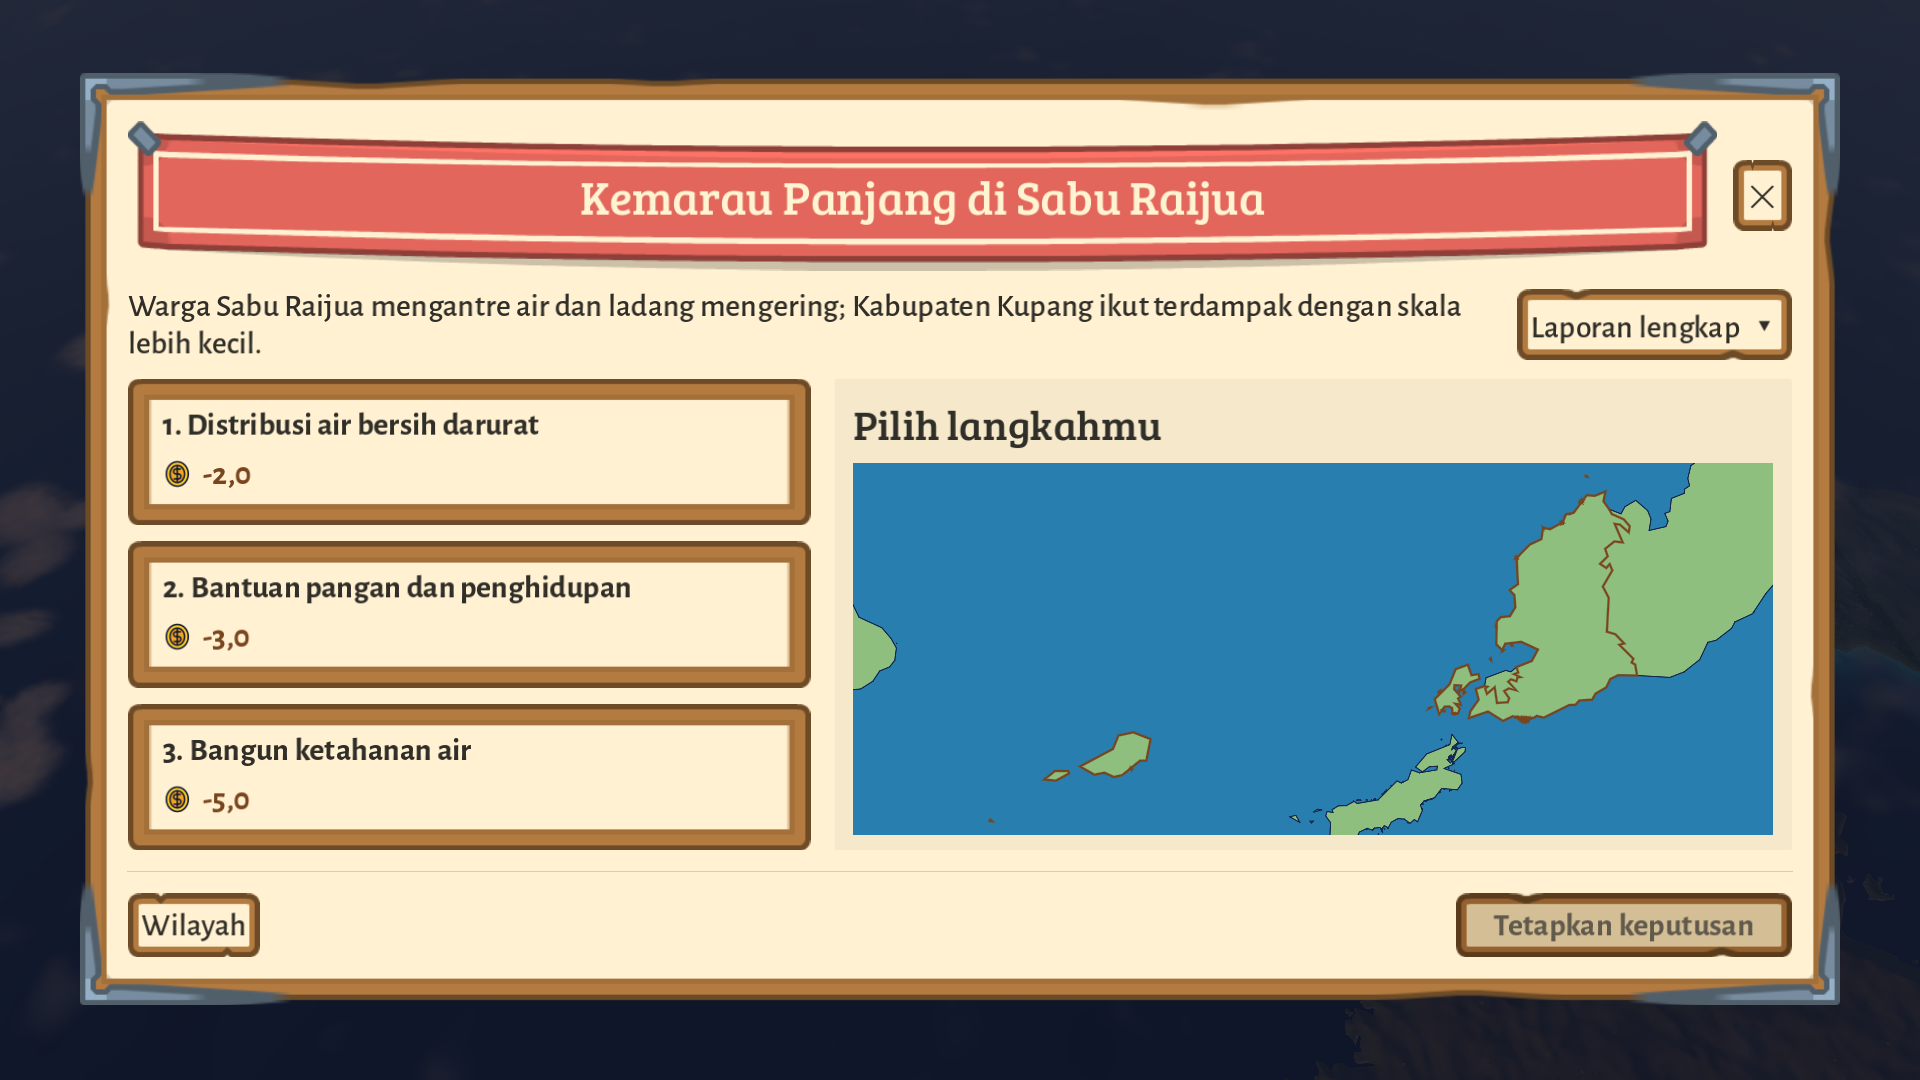 Kemarau Panjang di Sabu Raijua
Warga Sabu Raijua mengantre air dan ladang mengering; Kabupaten Kupang ikut terdampak dengan skala
lebih kecil.
Laporan lengkap ▼
1. Distribusi air bersih darurat
-2,0
2. Bantuan pangan dan penghidupan
-3,0
3. Bangun ketahanan air
-5,0
Pilih langkahmu
Wilayah
Tetapkan keputusan